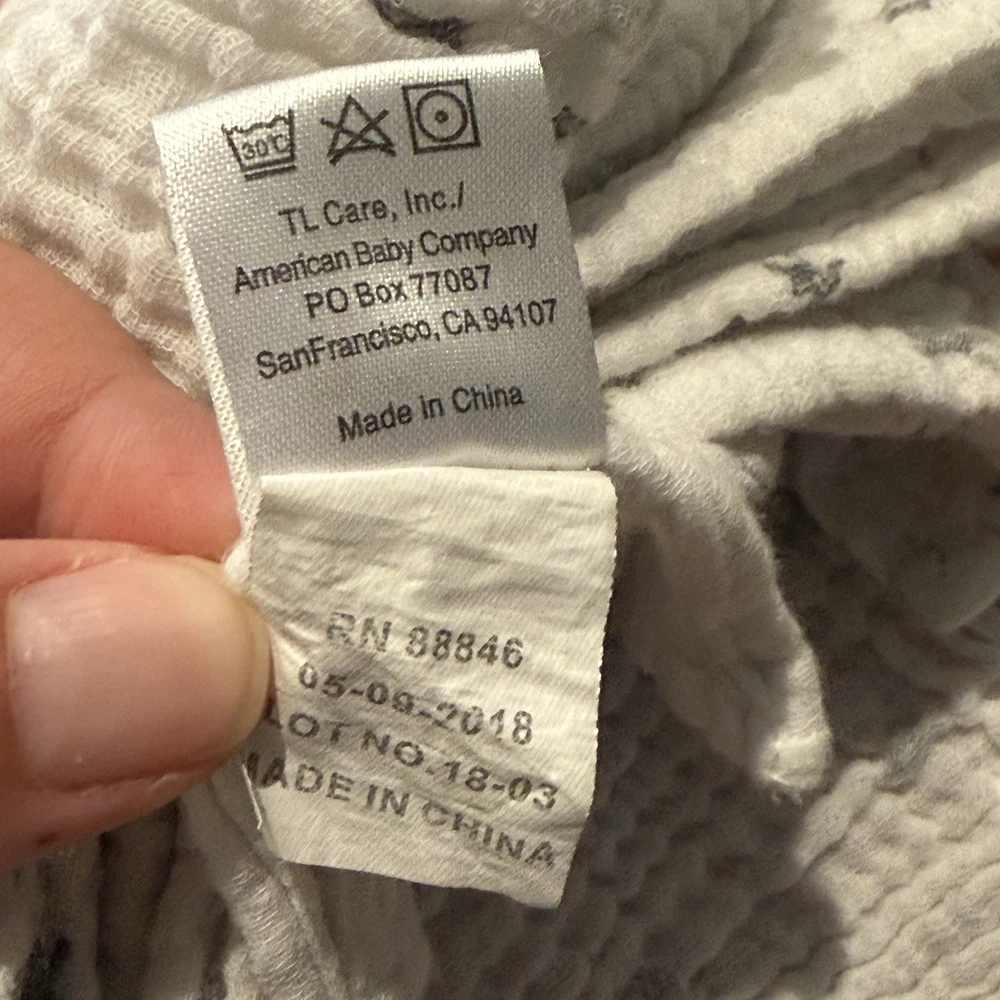 30℃
TL Care, Inc./
American Baby Company
PO Box 77087
SanFrancisco, CA 94107
Made in China
RN 88846
05-09-2018
LOT NO.18-03
MADE IN CHINA